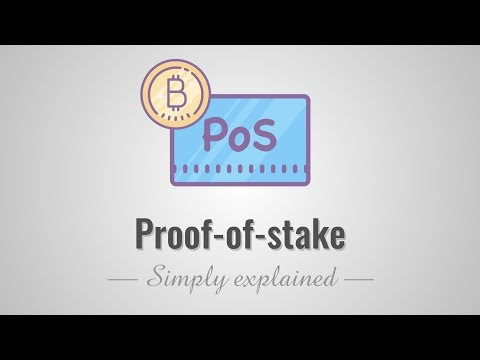 ₿
PoS
Proof-of-stake
Simply explained